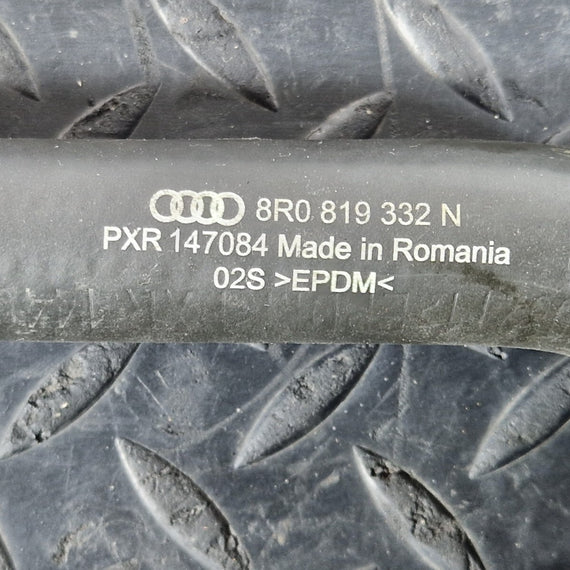 8R0 819 332 N
PXR 147084 Made in Romania
02S >EPDM<